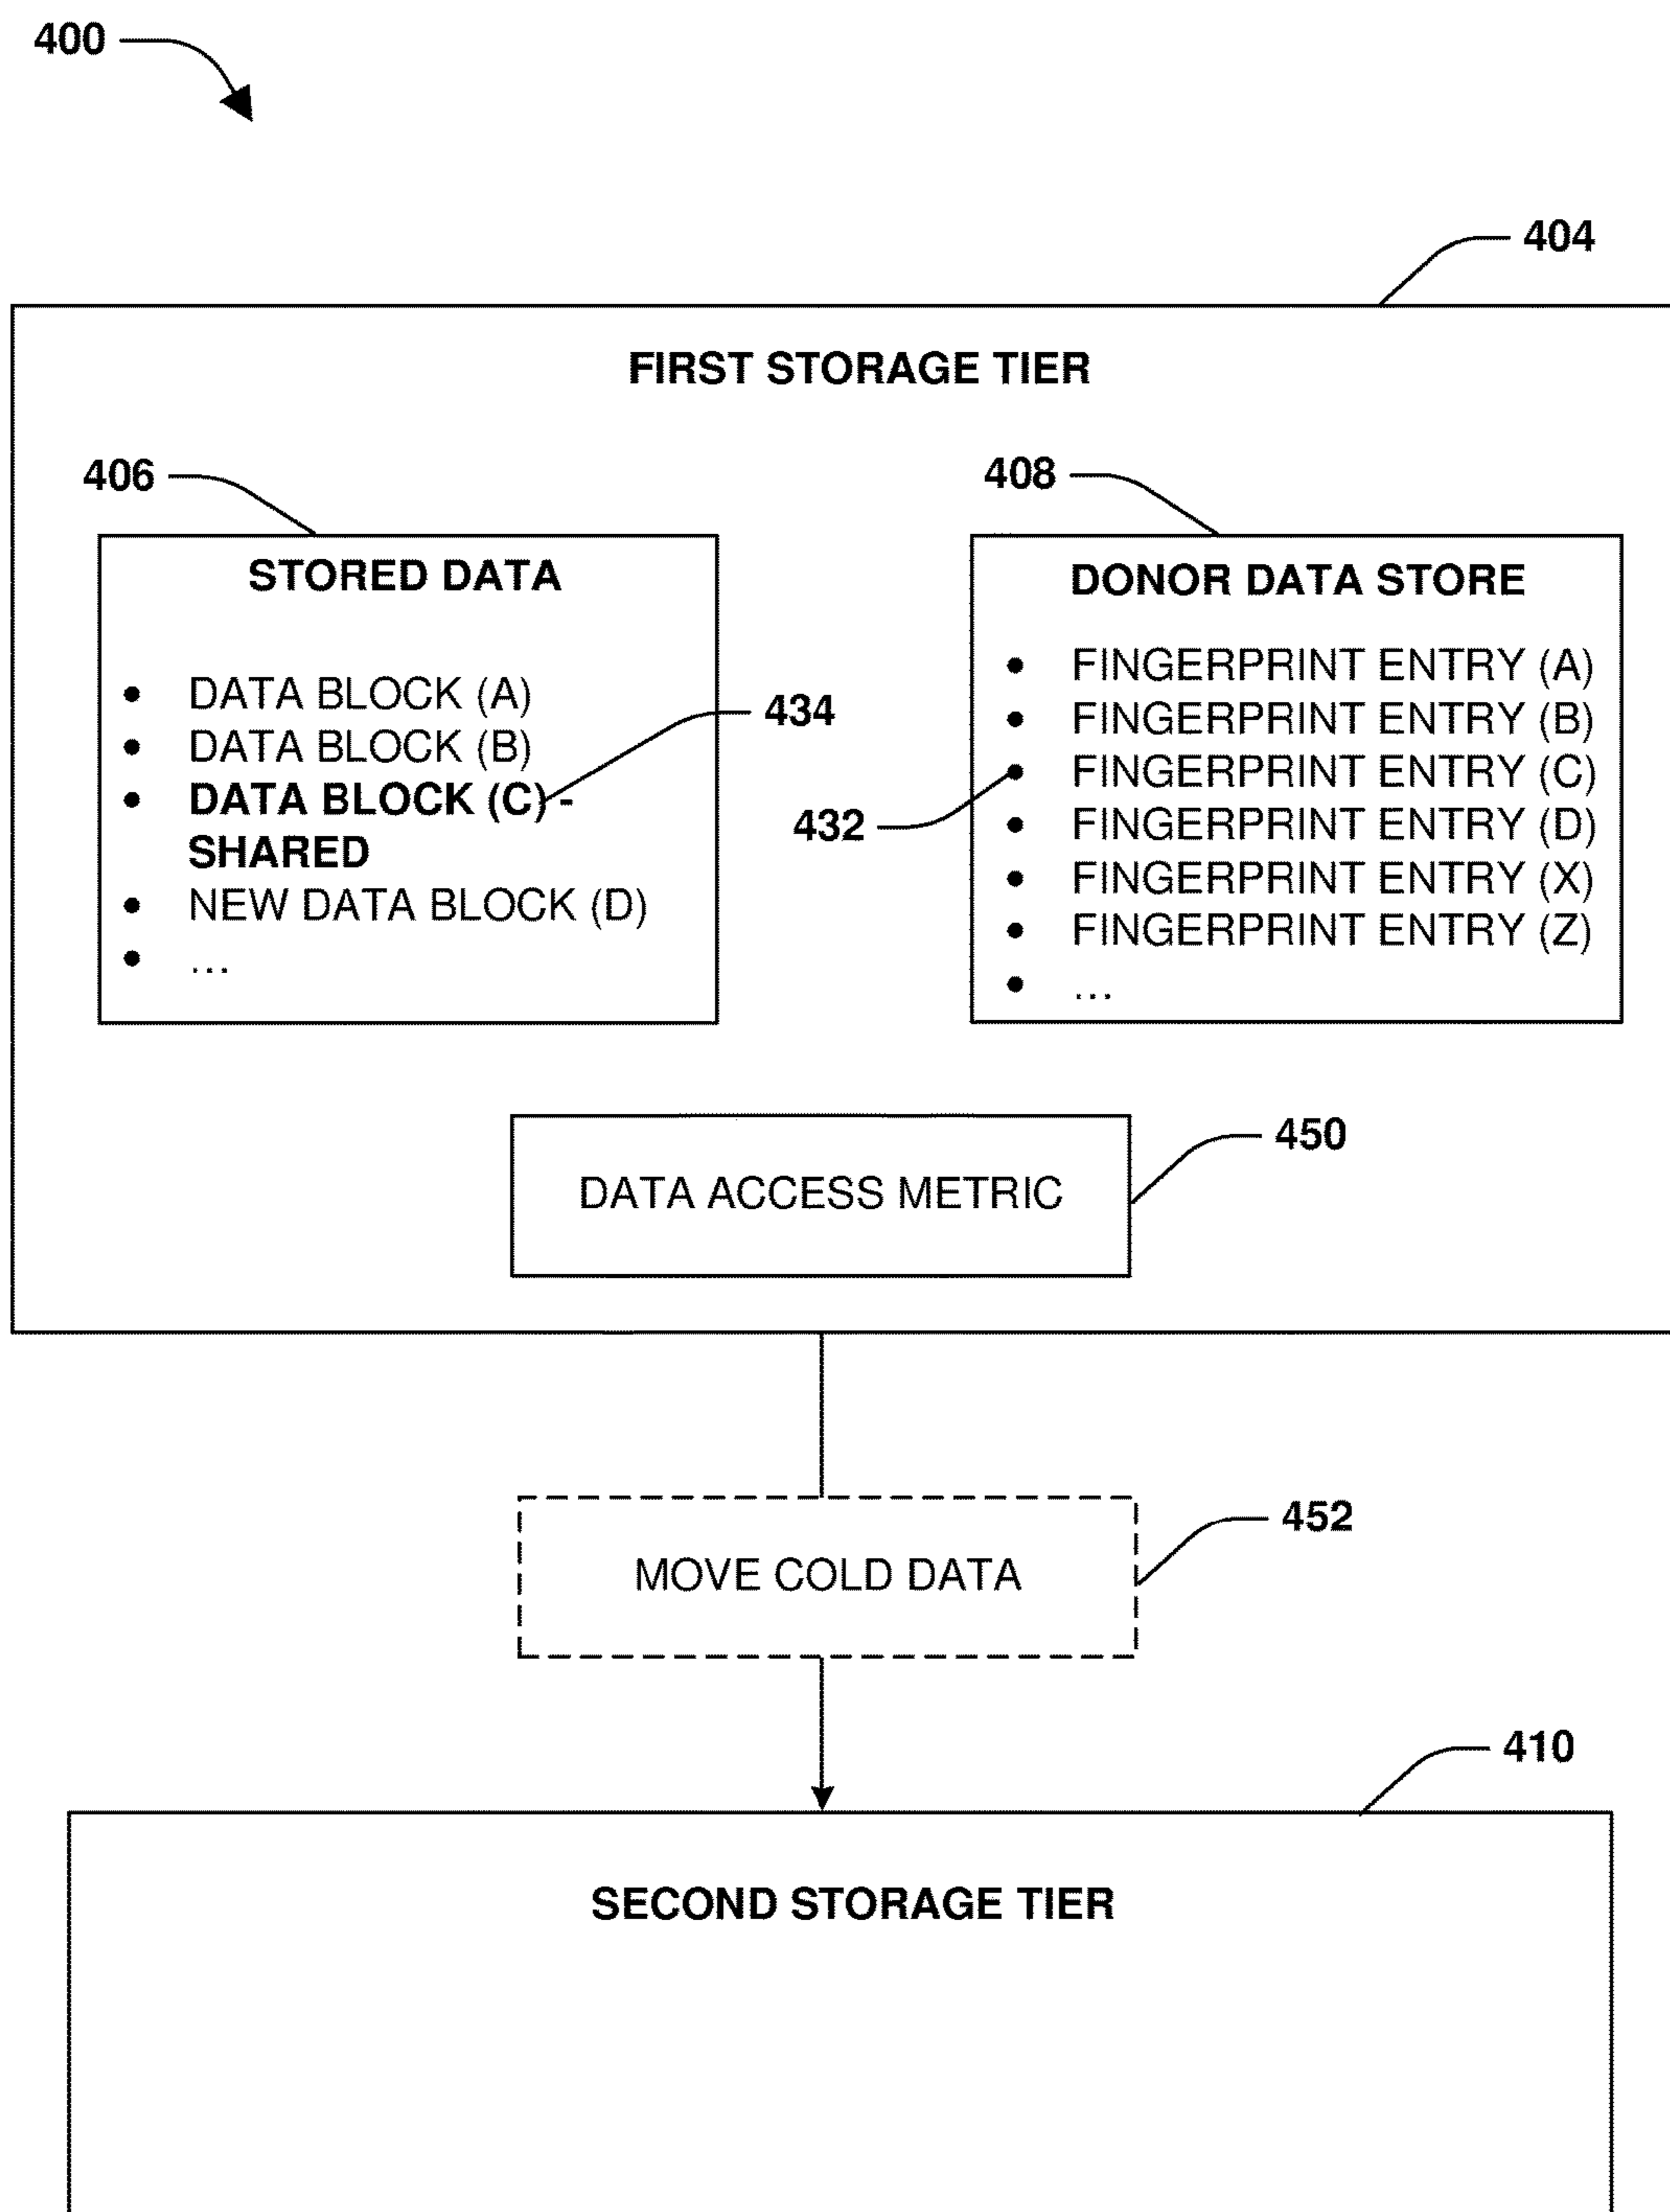 400
404
FIRST STORAGE TIER
406
408
STORED DATA
• DATA BLOCK (A)
• DATA BLOCK (B)
• DATA BLOCK (C) -
SHARED
• NEW DATA BLOCK (D)
• ...
434
DONOR DATA STORE
• FINGERPRINT ENTRY (A)
• FINGERPRINT ENTRY (B)
• FINGERPRINT ENTRY (C)
• FINGERPRINT ENTRY (D)
• FINGERPRINT ENTRY (X)
• FINGERPRINT ENTRY (Z)
• ...
432
450
DATA ACCESS METRIC
452
MOVE COLD DATA
410
SECOND STORAGE TIER